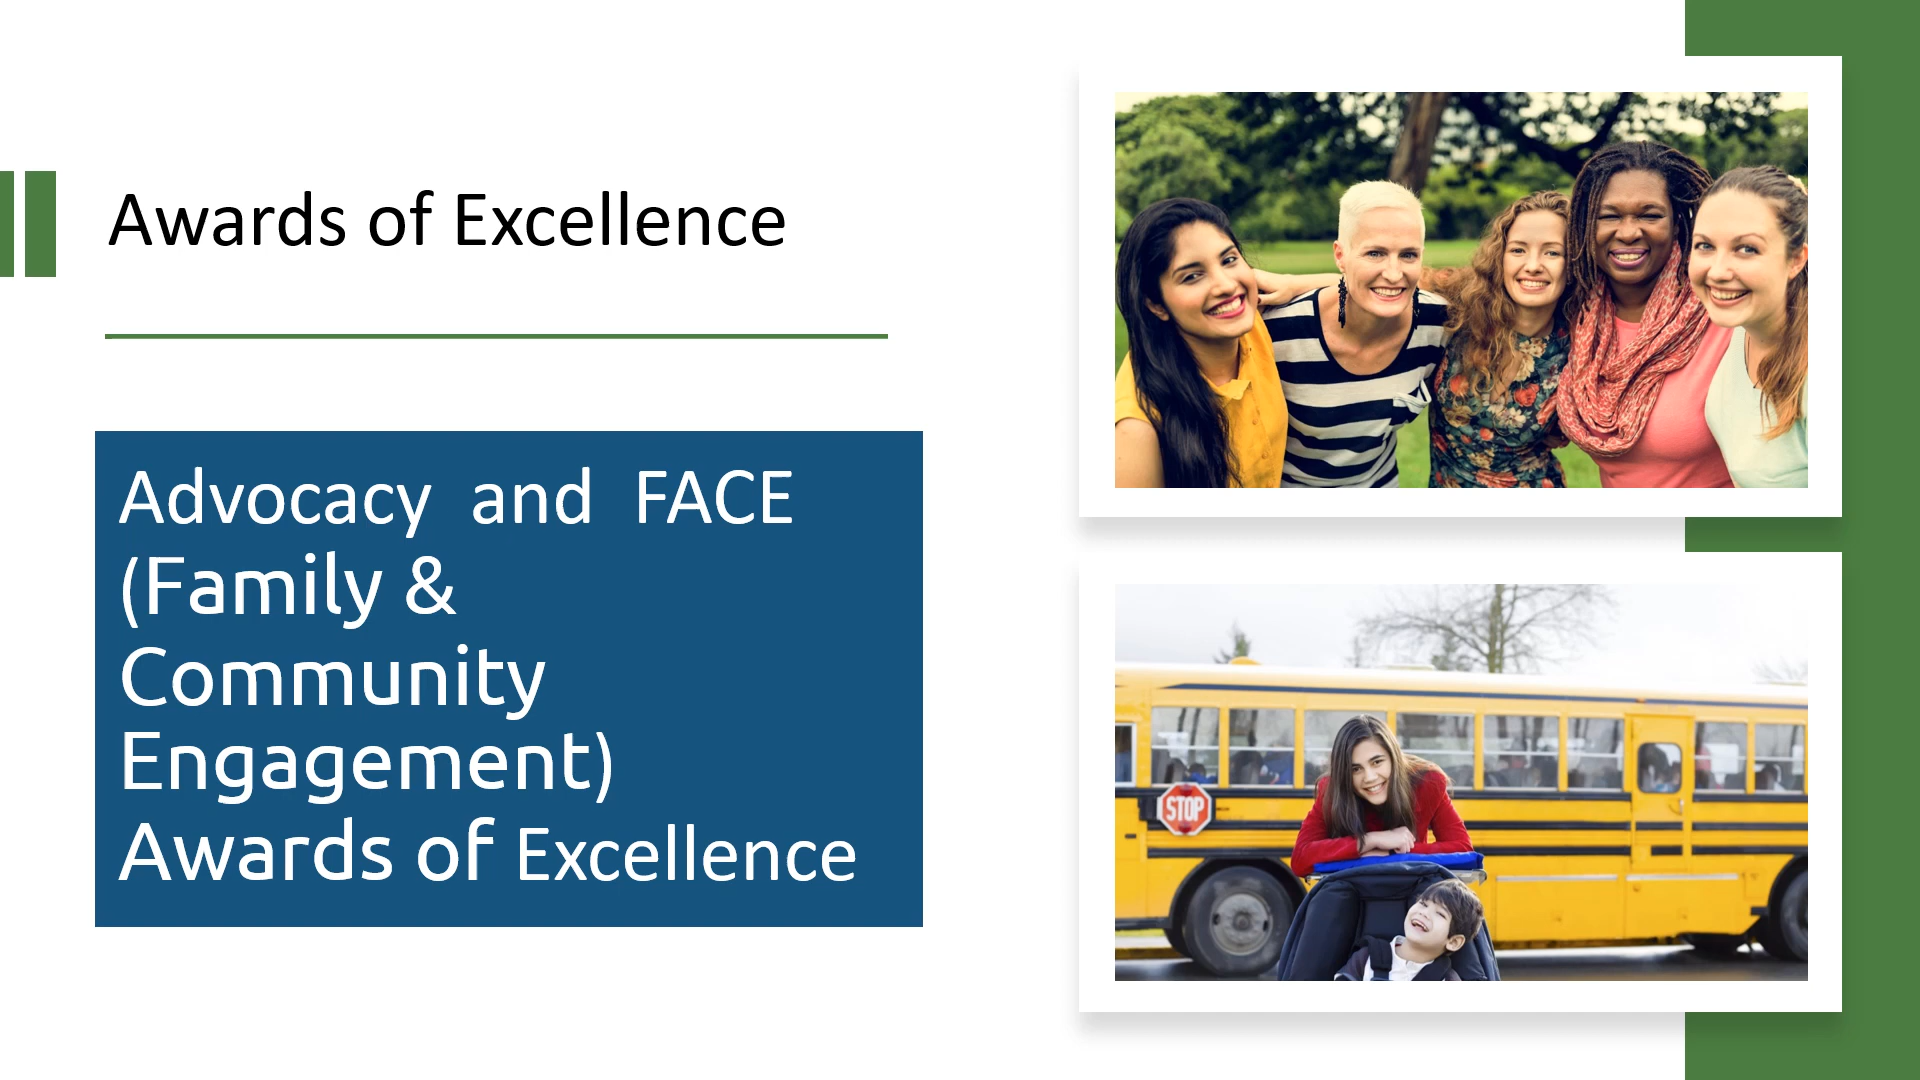 Awards of Excellence
Advocacy and FACE
(Family &
Community
Engagement)
Awards of Excellence
STOP